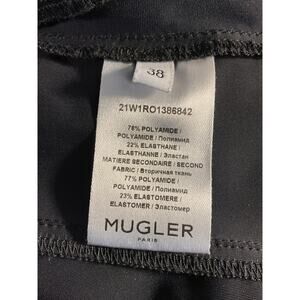 38
21W1RO1386842
78% POLYAMIDE /
POLYAMIDE / Полиамид
22% ELASTHANE /
ELASTHANNE / Эластан
MATIERE SECONDAIRE / SECOND
FABRIC / Вторичная ткань
77% POLYAMIDE /
POLYAMIDE / Полиамид
23% ELASTOMERE /
ELASTOMER / Эластомер
MUGLER
PARIS